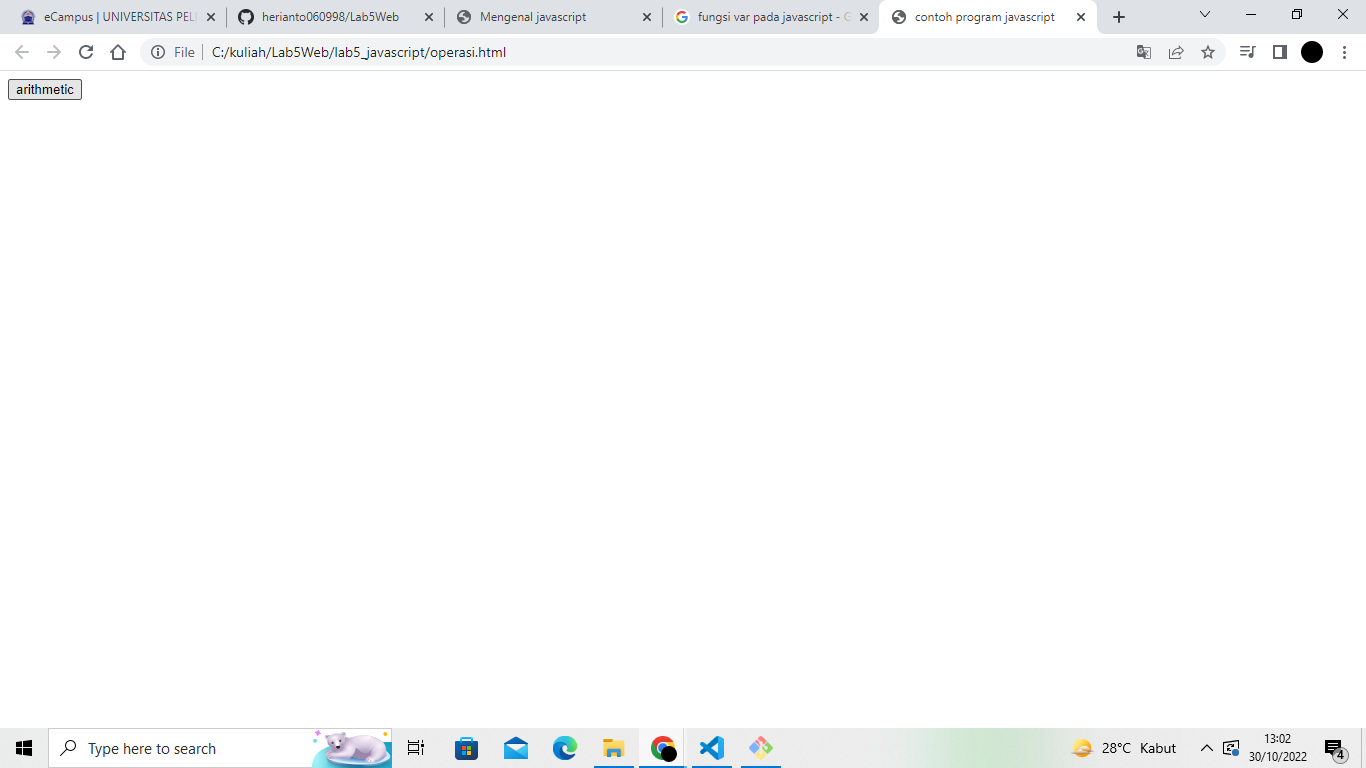 eCampus | UNIVERSITAS PEL
herianto060998/Lab5Web
Mengenal javascript
fungsi var pada javascript - G
contoh program javascript
File
C:/kuliah/Lab5Web/lab5_javascript/operasi.html
arithmetic
Type here to search
28°C Kabut
13:02
30/10/2022
4